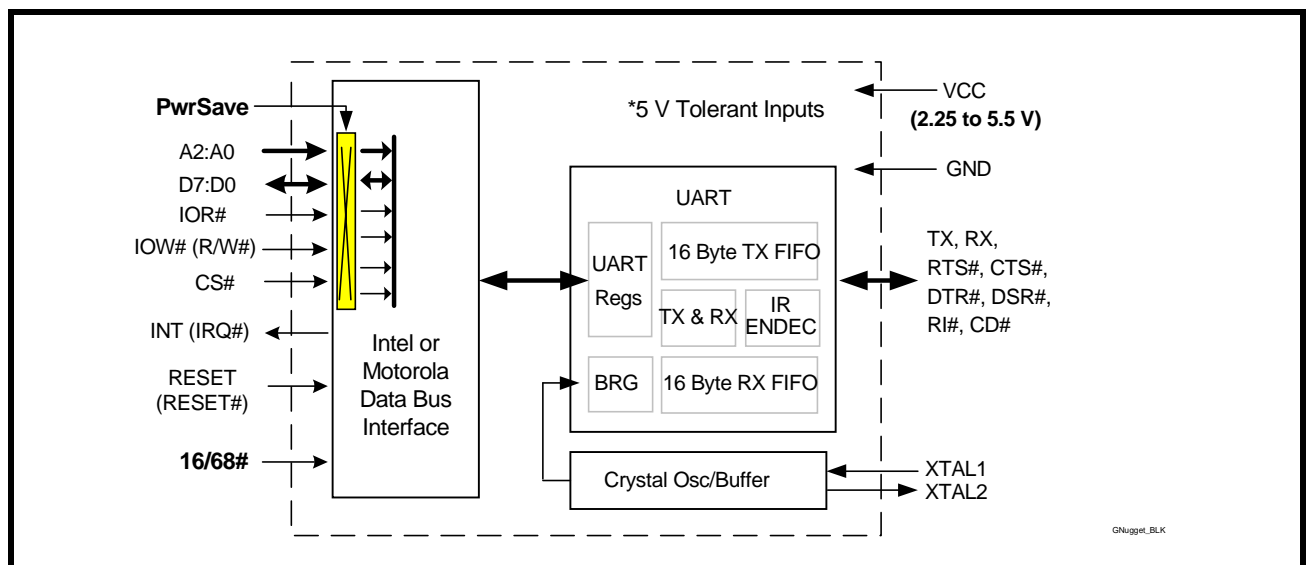 PwrSave
A2:A0
D7:D0
IOR#
IOW# (R/W#)
CS#
INT (IRQ#)
RESET
(RESET#)
16/68#
Intel or
Motorola
Data Bus
Interface
*5 V Tolerant Inputs
UART
UART
Regs
16 Byte TX FIFO
TX & RX
IR
ENDEC
BRG
16 Byte RX FIFO
Crystal Osc/Buffer
VCC
(2.25 to 5.5 V)
GND
TX, RX,
RTS#, CTS#,
DTR#, DSR#,
RI#, CD#
XTAL1
XTAL2
GNugget_BLK